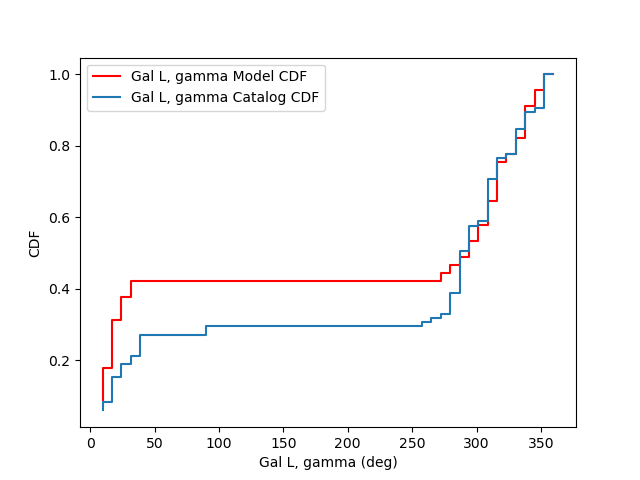 Gal L, gamma Model CDF
Gal L, gamma Catalog CDF
1.0
0.8
0.6
0.4
0.2
CDF
0 50 100 150 200 250 300 350
Gal L, gamma (deg)